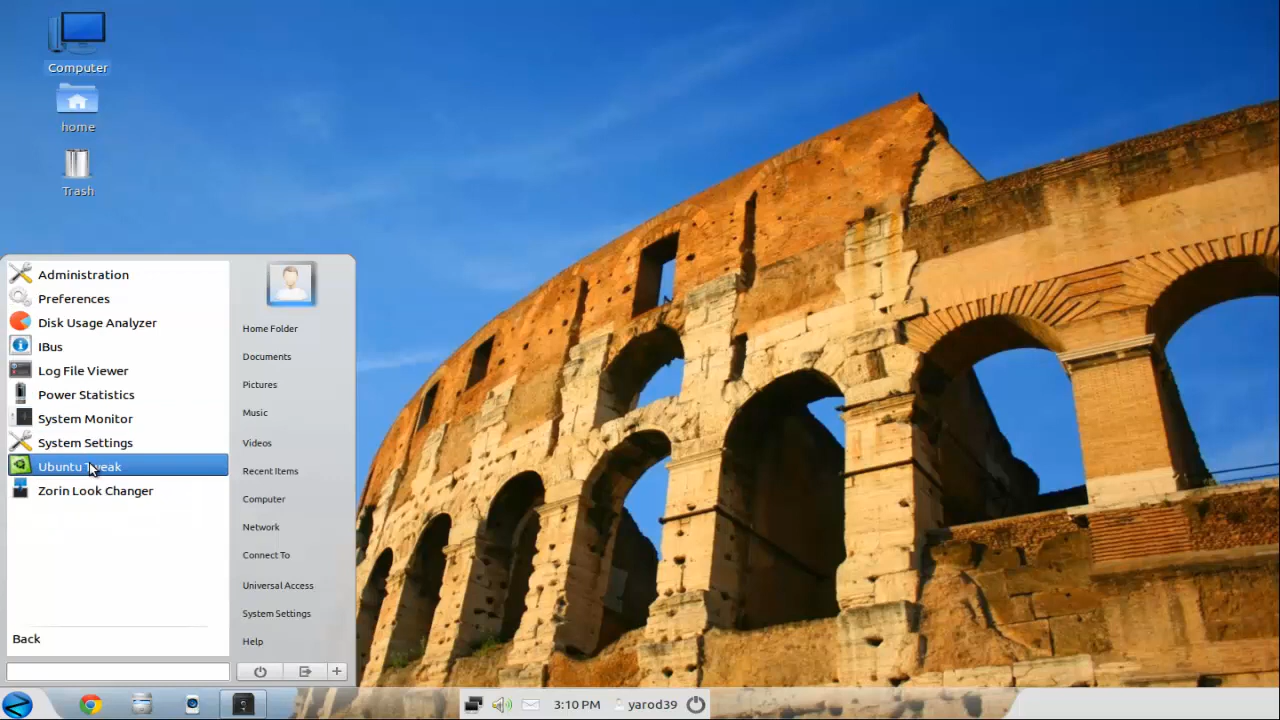 Computer
home
Trash
Administration
Preferences
Disk Usage Analyzer
IBus
Log File Viewer
Power Statistics
System Monitor
System Settings
Ubuntu Tweak
Zorin Look Changer
Back
Home Folder
Documents
Pictures
Music
Videos
Recent Items
Computer
Network
Connect To
Universal Access
System Settings
Help
3:10 PM yarod39